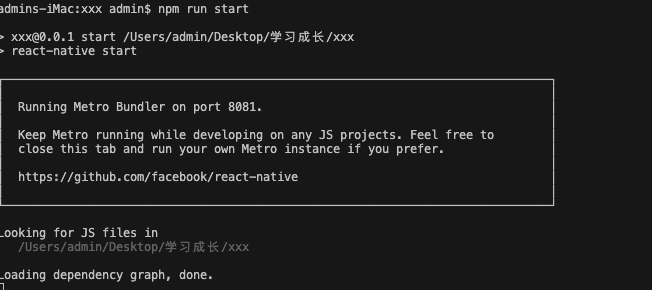 admins-iMac:xxx admin$ npm run start
> xxx@0.0.1 start /Users/admin/Desktop/学习成长/xxx
> react-native start
Running Metro Bundler on port 8081.
Keep Metro running while developing on any JS projects. Feel free to
close this tab and run your own Metro instance if you prefer.
https://github.com/facebook/react-native
Looking for JS files in
/Users/admin/Desktop/学习成长/xxx
Loading dependency graph, done.